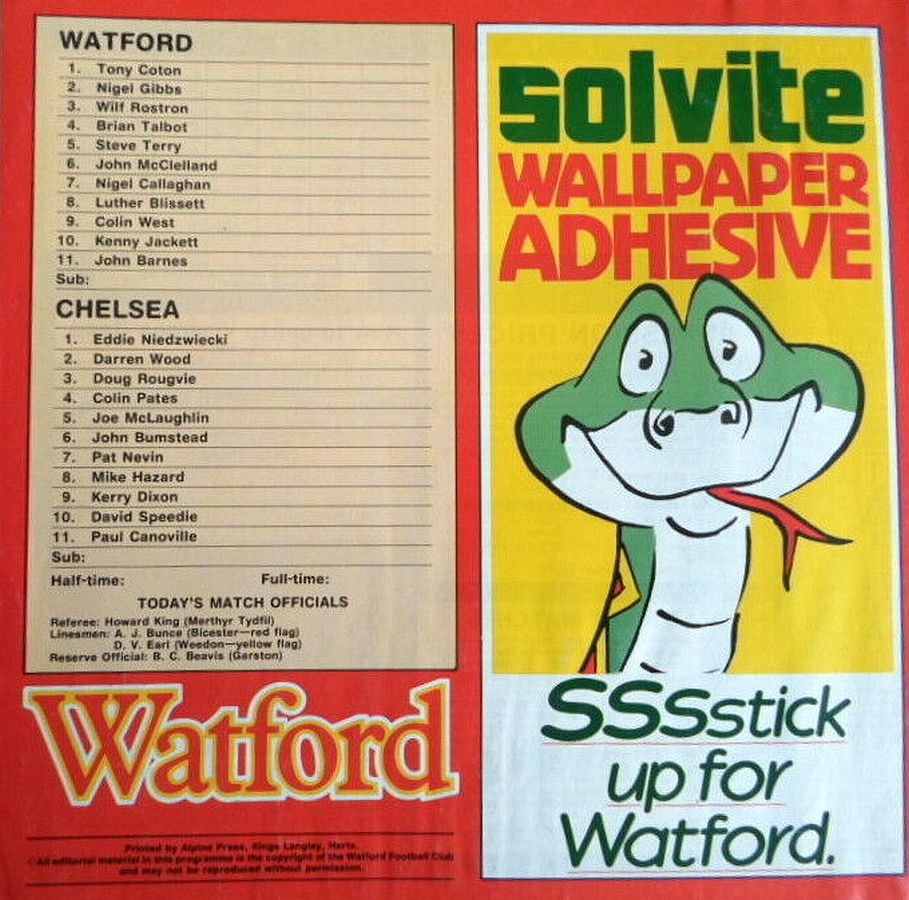 WATFORD
1. Tony Coton
2. Nigel Gibbs
3. Wilf Rostron
4. Brian Talbot
5. Steve Terry
6. John McClelland
7. Nigel Callaghan
8. Luther Blissett
9. Colin West
10. Kenny Jackett
11. John Barnes
Sub:
CHELSEA
1. Eddie Niedzwiecki
2. Darren Wood
3. Doug Rougvie
4. Colin Pates
5. Joe McLaughlin
6. John Bumstead
7. Pat Nevin
8. Mike Hazard
9. Kerry Dixon
10. David Speedie
11. Paul Canoville
Sub:
Half-time: Full-time:
TODAY'S MATCH OFFICIALS
Referee: Howard King (Merthyr Tydfil)
Linesmen: A. J. Bunce (Bicester—red flag)
D. V. Earl (Weedon—yellow flag)
Reserve Official: B. C. Beavis (Garston)
Watford
Printed by Alpine Press, Kings Langley, Herts.
All editorial material in this programme is the copyright of the Watford Football Club
and may not be reproduced without permission.
solvite
WALLPAPER
ADHESIVE
SSSstick
up for
Watford.